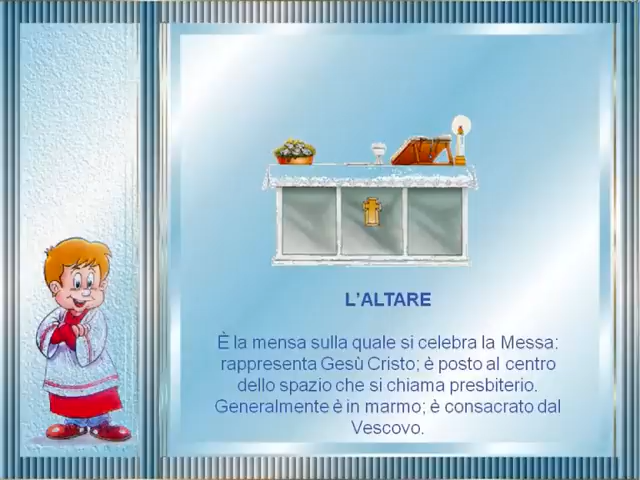 L'ALTARE
È la mensa sulla quale si celebra la Messa:
rappresenta Gesù Cristo; è posto al centro
dello spazio che si chiama presbiterio.
Generalmente è in marmo; è consacrato dal
Vescovo.